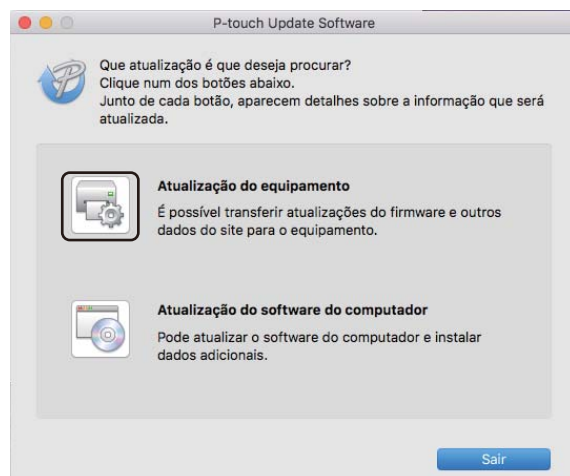 P-touch Update Software
Que atualização é que deseja procurar?
Clique num dos botões abaixo.
Junto de cada botão, aparecem detalhes sobre a informação que será
atualizada.
Atualização do equipamento
É possível transferir atualizações do firmware e outros
dados do site para o equipamento.
Atualização do software do computador
Pode atualizar o software do computador e instalar
dados adicionais.
Sair